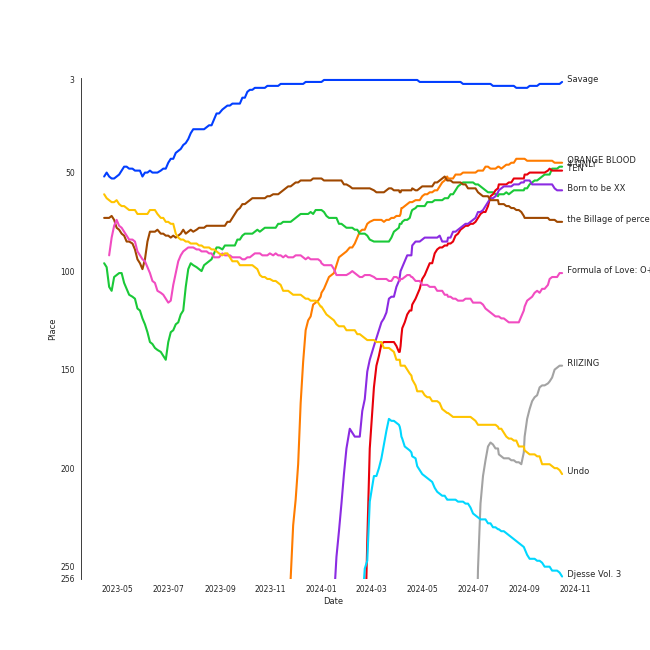 3
50
100
150
200
250
256
Place
2023-05
2023-07
2023-09
2023-11
2024-01
2024-03
2024-05
2024-07
2024-09
2024-11
Date
Savage
ORANGE BLOOD
TEN
Born to be XX
the Billage of perce
Formula of Love: O+
RIIZING
Undo
Djesse Vol. 3